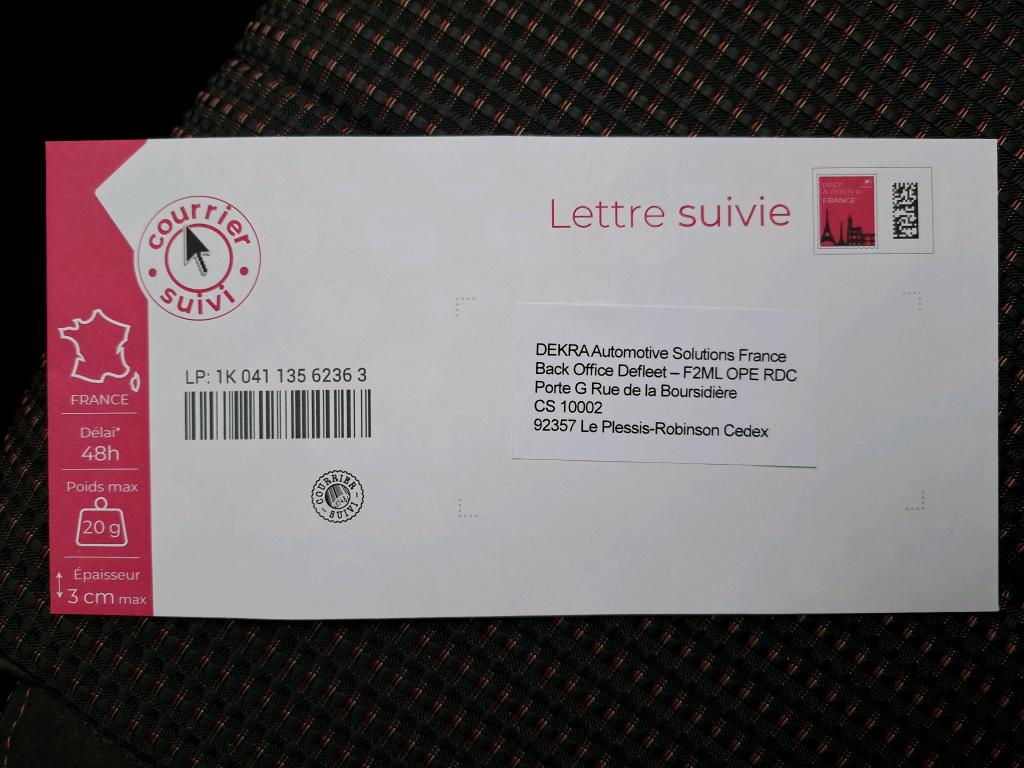 courrier
suivi
Lettre suivie
PRÊT
À POSTER
FRANCE
LP: 1K 041 135 6236 3
COURRIER
SUIVI
DEKRA Automotive Solutions France
Back Office Defleet – F2ML OPE RDC
Porte G Rue de la Boursidière
CS 10002
92357 Le Plessis-Robinson Cedex
FRANCE
Délai*
48h
Poids max
20 g
Épaisseur
3 cm max